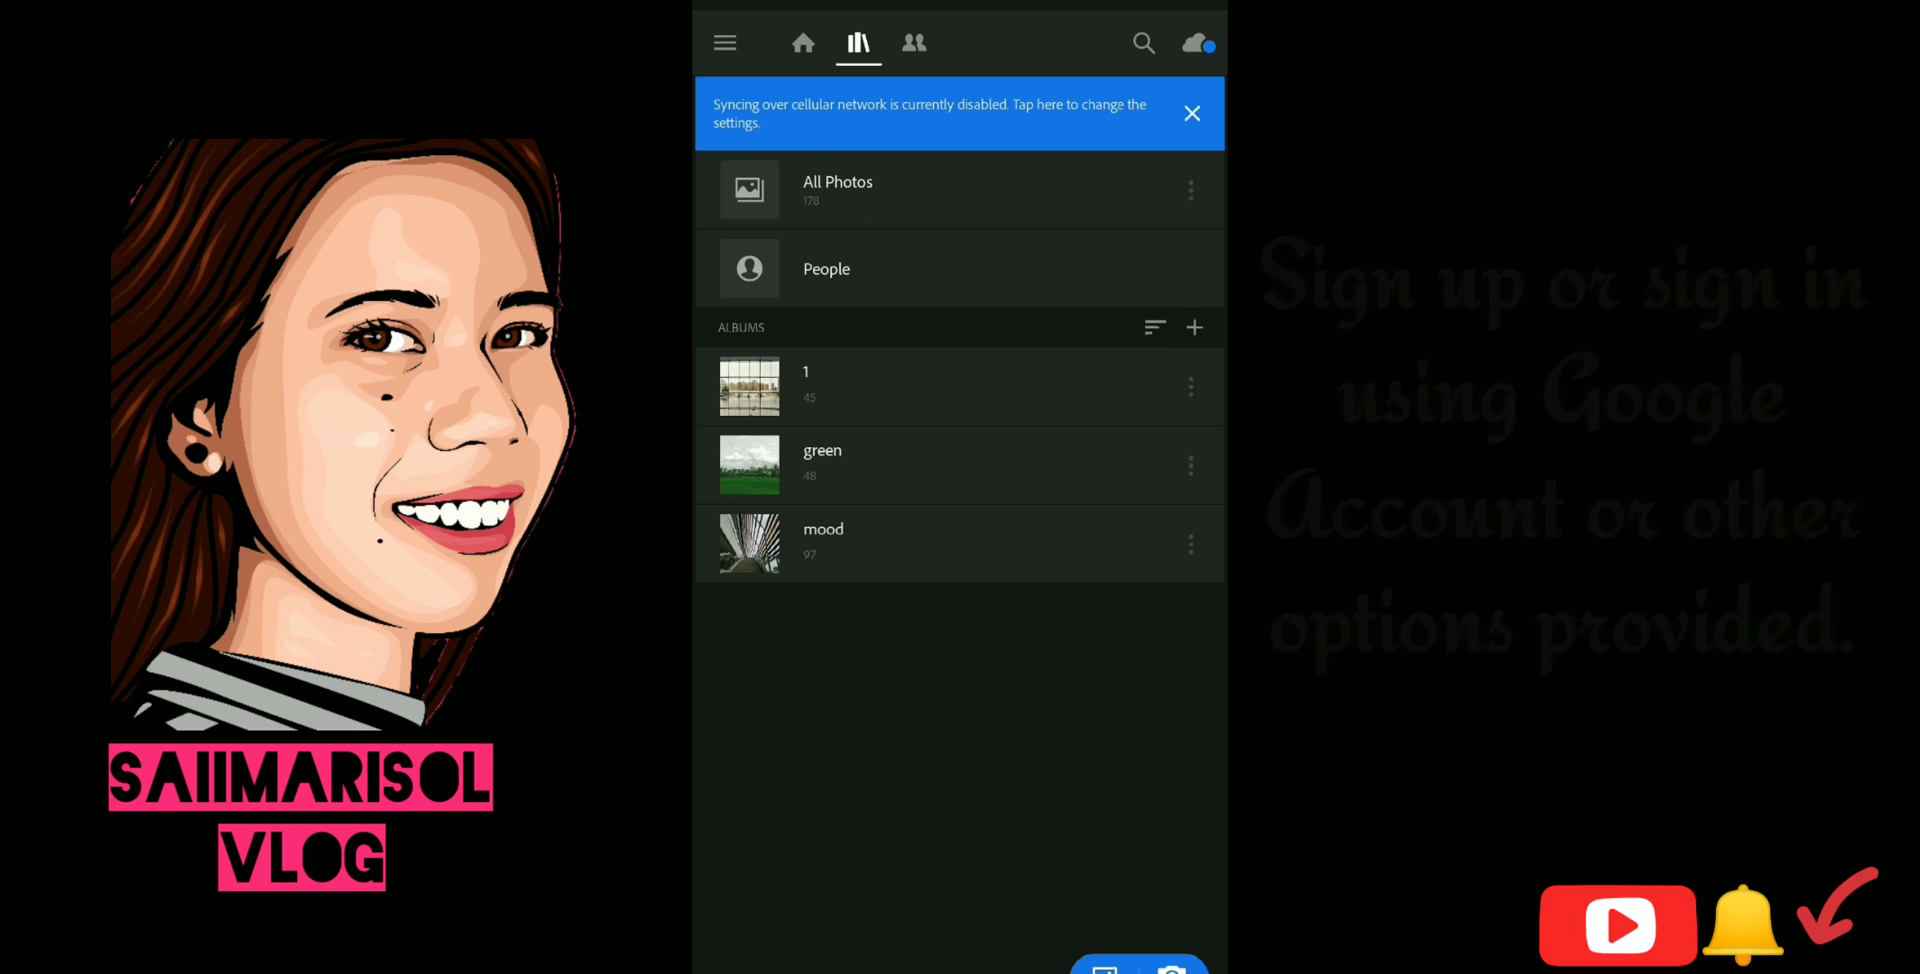 Syncing over cellular network is currently disabled. Tap here to change the
settings.
All Photos
178
People
ALBUMS
1
45
green
48
mood
97
SAIIMARISOL
VLOG
Sign up or sign in
using Google
Account or other
options provided.